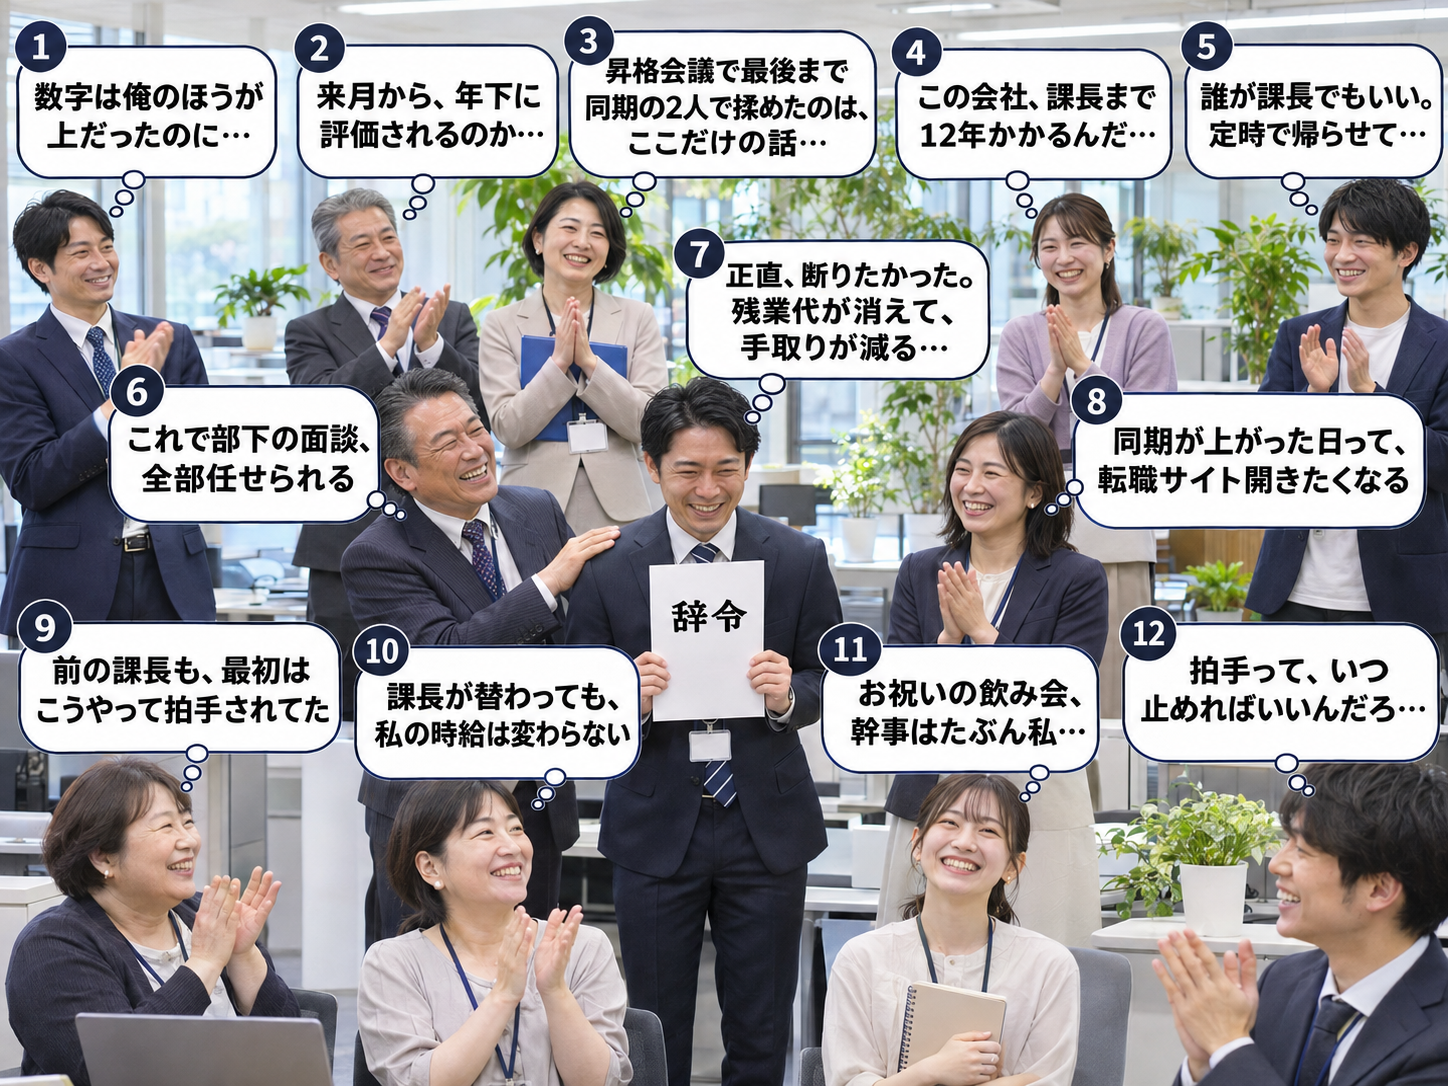 1
数字は俺のほうが
上だったのに…
2
来月から、年下に
評価されるのか…
3
昇格会議で最後まで
同期の2人で揉めたのは、
ここだけの話…
4
この会社、課長まで
12年かかるんだ…
5
誰が課長でもいい。
定時で帰らせて…
6
これで部下の面談、
全部任せられる
7
正直、断りたかった。
残業代が消えて、
手取りが減る…
8
同期が上がった日って、
転職サイト開きたくなる
辞令
9
前の課長も、最初は
こうやって拍手されてた
10
課長が替わっても、
私の時給は変わらない
11
お祝いの飲み会、
幹事はたぶん私…
12
拍手って、いつ
止めればいいんだろ…